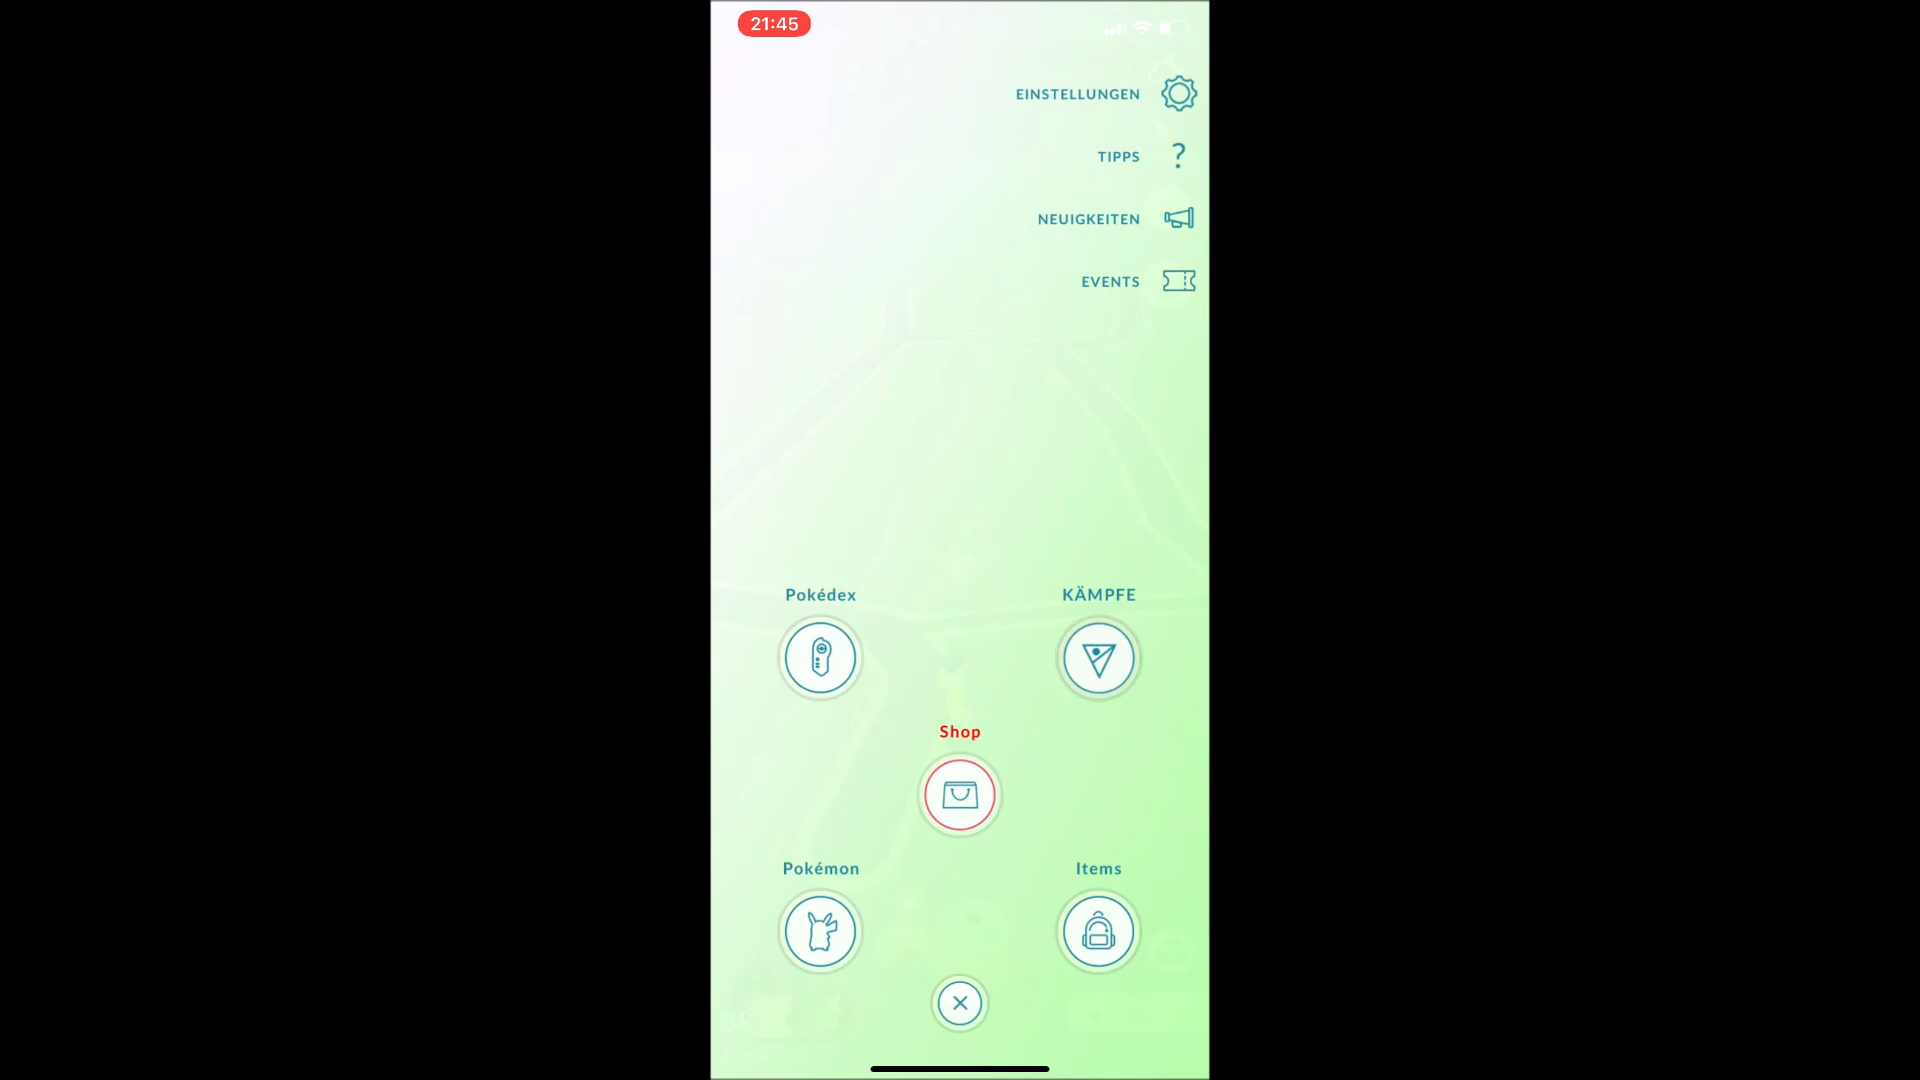 21:45
EINSTELLUNGEN
TIPPS
NEUIGKEITEN
EVENTS
Pokédex
KÄMPFE
Shop
Pokémon
Items